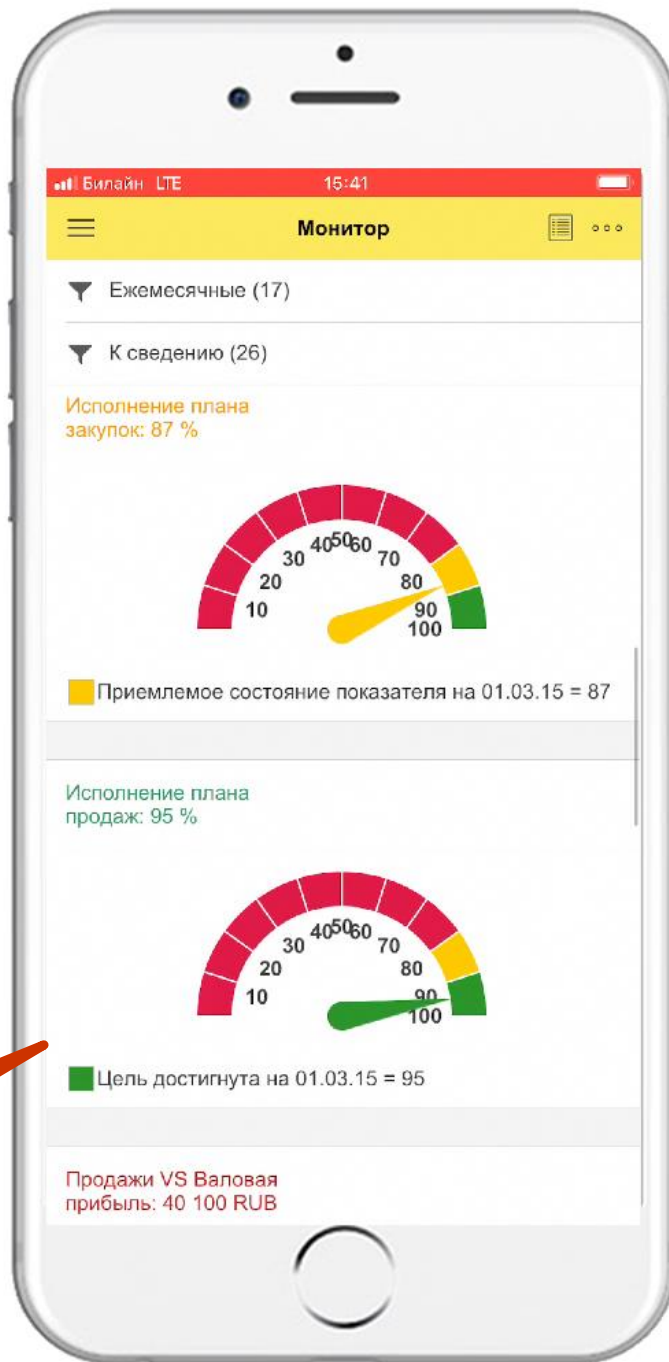 Билайн LTE 15:41
Монитор
Ежемесячные (17)
К сведению (26)
Исполнение плана
закупок: 87 %
10 20 30 40 50 60 70 80 90 100
Приемлемое состояние показателя на 01.03.15 = 87
Исполнение плана
продаж: 95 %
10 20 30 40 50 60 70 80 90 100
Цель достигнута на 01.03.15 = 95
Продажи VS Валовая
прибыль: 40 100 RUB